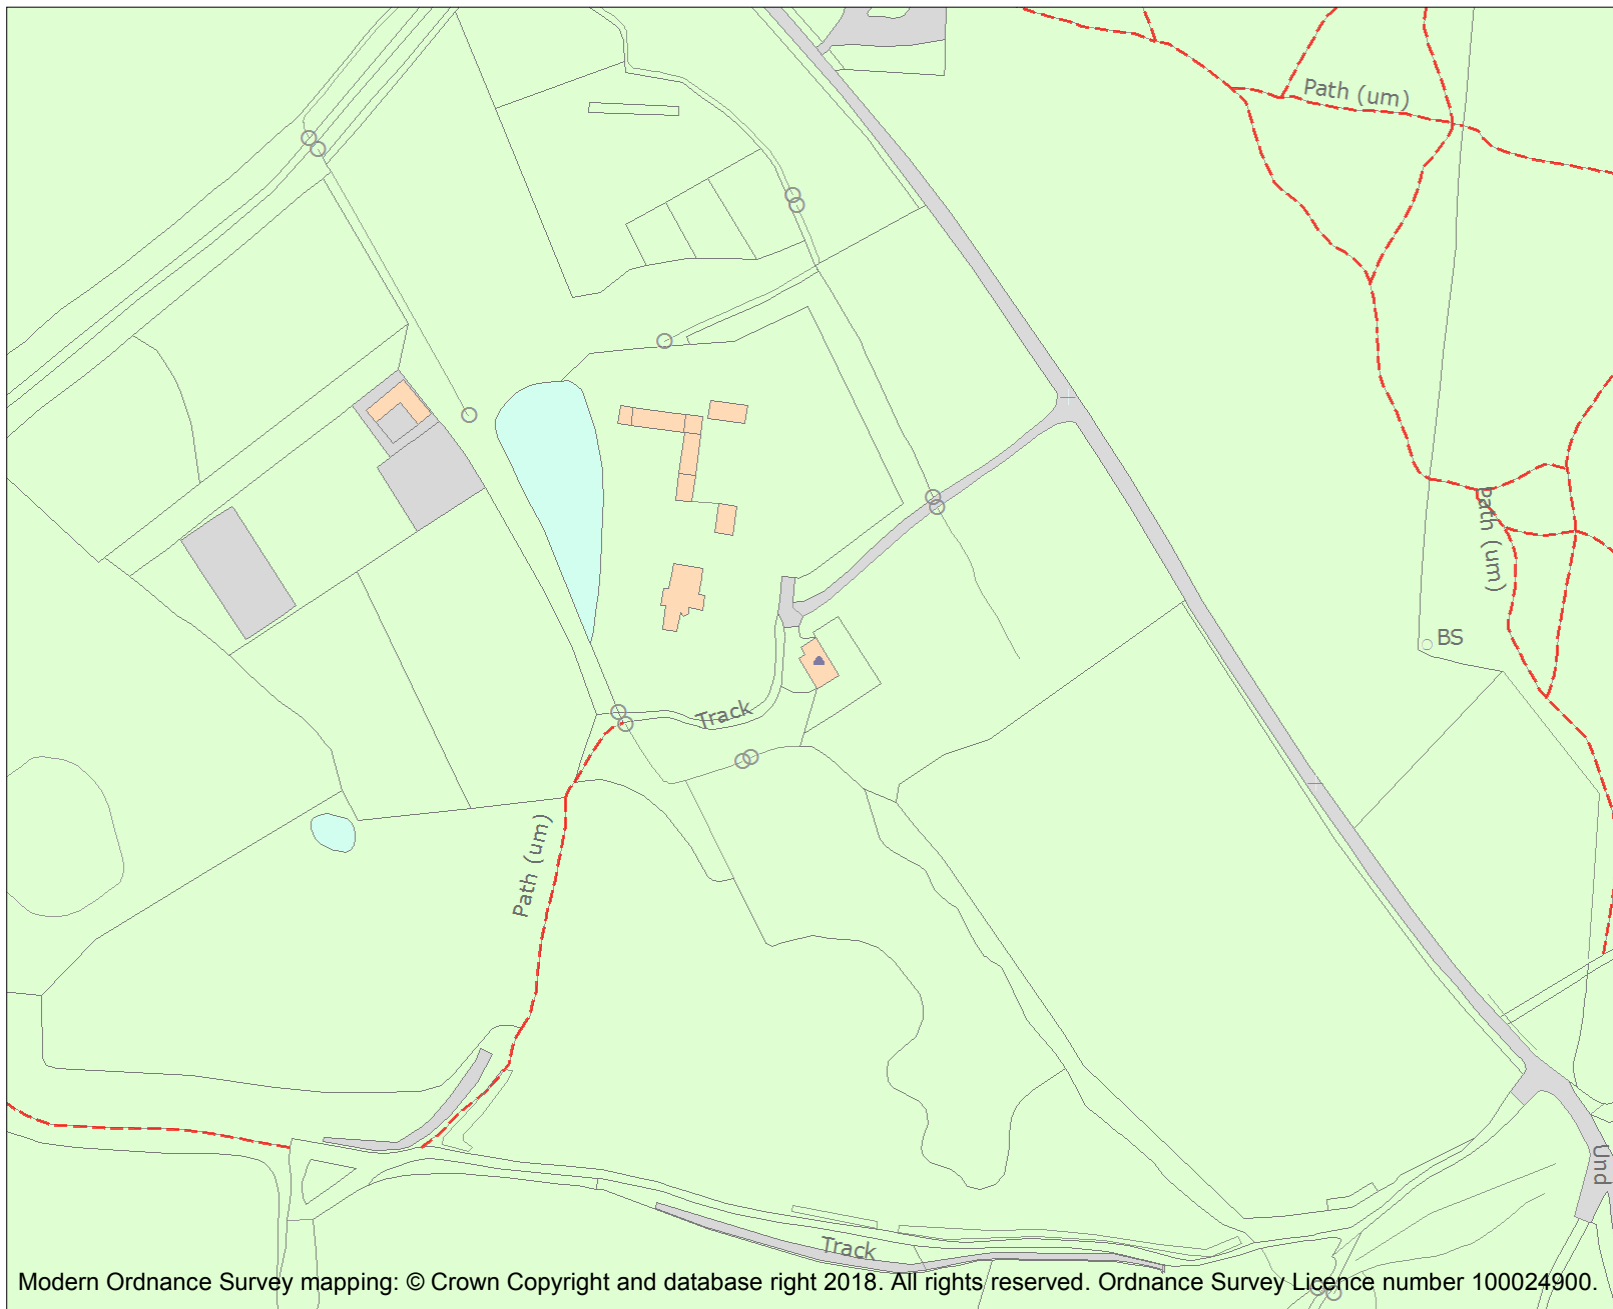 Path (um)
Path (um)
BS
Track
Path (um)
Und
Track
Modern Ordnance Survey mapping: © Crown Copyright and database right 2018. All rights reserved. Ordnance Survey Licence number 100024900.